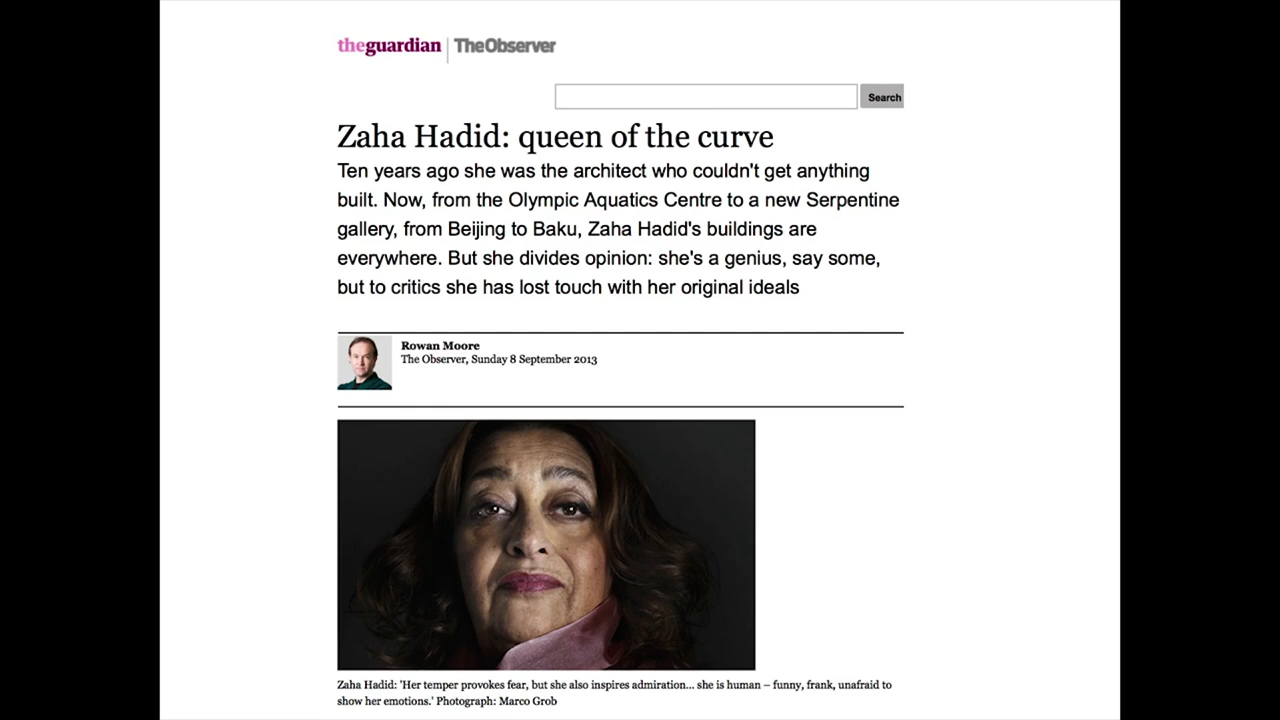 theguardian | TheObserver
Search
Zaha Hadid: queen of the curve
Ten years ago she was the architect who couldn't get anything
built. Now, from the Olympic Aquatics Centre to a new Serpentine
gallery, from Beijing to Baku, Zaha Hadid's buildings are
everywhere. But she divides opinion: she's a genius, say some,
but to critics she has lost touch with her original ideals
Rowan Moore
The Observer, Sunday 8 September 2013
Zaha Hadid: 'Her temper provokes fear, but she also inspires admiration... she is human – funny, frank, unafraid to
show her emotions.' Photograph: Marco Grob